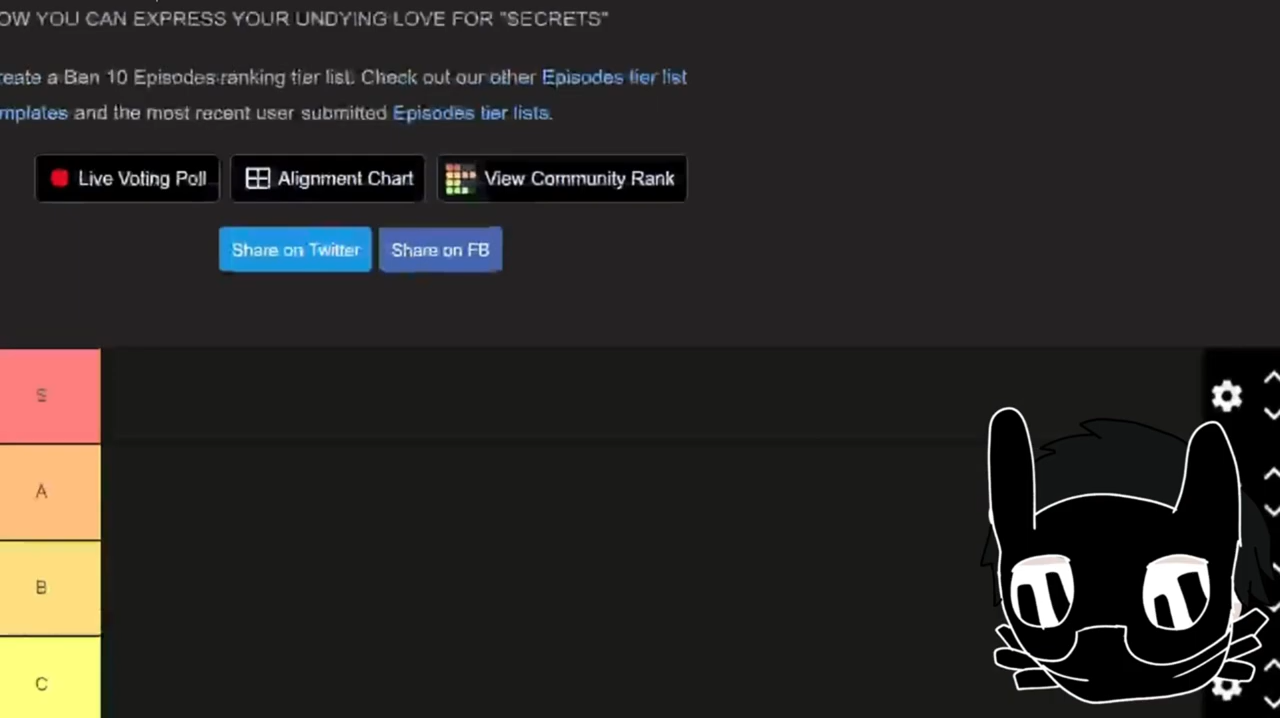 OW YOU CAN EXPRESS YOUR UNDYING LOVE FOR "SECRETS"
reate a Ben 10 Episodes ranking tier list. Check out our other Episodes tier list
mplates and the most recent user submitted Episodes tier lists.
Live Voting Poll Alignment Chart View Community Rank
Share on Twitter Share on FB
S
A
B
C